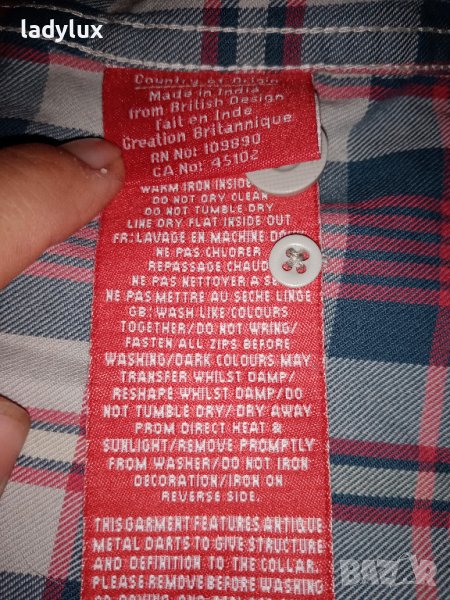 ladylux
Country of Origin
Made in India
from British Design
Fait en Inde
Creation Britannique
RN No: 109890
CA No: 45102
WARM IRON INSIDE
DO NOT DRY CLEAN
DO NOT TUMBLE DRY
LINE DRY FLAT INSIDE OUT
FR: LAVAGE EN MACHINE DO
NE PAS CHLORER
REPASSAGE CHAUD
NE PAS NETTOYER A SE
NE PAS METTRE AU SECHE LINGE
GB: WASH LIKE COLOURS
TOGETHER/DO NOT WRING/
FASTEN ALL ZIPS BEFORE
WASHING/DARK COLOURS MAY
TRANSFER WHILST DAMP/
RESHAPE WHILST DAMP/DO
NOT TUMBLE DRY/DRY AWAY
FROM DIRECT HEAT &
SUNLIGHT/REMOVE PROMPTLY
FROM WASHER/DO NOT IRON
DECORATION/IRON ON
REVERSE SIDE.
THIS GARMENT FEATURES ANTIQUE
METAL DARTS TO GIVE STRUCTURE
AND DEFINITION TO THE COLLAR.
PLEASE REMOVE BEFORE WASHING
BAZAR